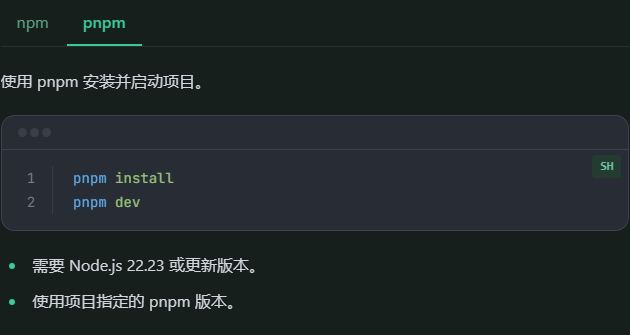 npm pnpm
使用 pnpm 安装并启动项目。
SH
1 pnpm install
2 pnpm dev
需要 Node.js 22.23 或更新版本。
使用项目指定的 pnpm 版本。